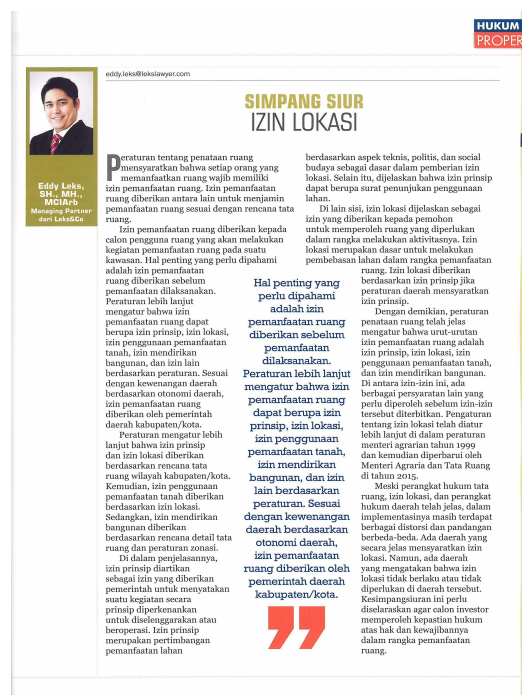 HUKUM
PROPER
eddy.leks@lekslawyer.com
Eddy Leks,
SH., MH.,
MCIArb
Managing Partner
dari Leks&Co
SIMPANG SIUR
IZIN LOKASI
Peraturan tentang penataan ruang
mensyaratkan bahwa setiap orang yang
memanfaatkan ruang wajib memiliki
izin pemanfaatan ruang. Izin pemanfaatan
ruang diberikan antara lain untuk menjamin
pemanfaatan ruang sesuai dengan rencana tata
ruang.
Izin pemanfaatan ruang diberikan kepada
calon pengguna ruang yang akan melakukan
kegiatan pemanfaatan ruang pada suatu
kawasan. Hal penting yang perlu dipahami
adalah izin pemanfaatan
ruang diberikan sebelum
pemanfaatan dilaksanakan.
Peraturan lebih lanjut
mengatur bahwa izin
pemanfaatan ruang dapat
berupa izin prinsip, izin lokasi,
izin penggunaan pemanfaatan
tanah, izin mendirikan
bangunan, dan izin lain
berdasarkan peraturan. Sesuai
dengan kewenangan daerah
berdasarkan otonomi daerah,
izin pemanfaatan ruang
diberikan oleh pemerintah
daerah kabupaten/kota.
Peraturan mengatur lebih
lanjut bahwa izin prinsip
dan izin lokasi diberikan
berdasarkan rencana tata
ruang wilayah kabupaten/kota.
Kemudian, izin penggunaan
pemanfaatan tanah diberikan
berdasarkan izin lokasi.
Sedangkan, izin mendirikan
bangunan diberikan
berdasarkan rencana detail tata
ruang dan peraturan zonasi.
Di dalam penjelasannya,
izin prinsip diartikan
sebagai izin yang diberikan
pemerintah untuk menyatakan
suatu kegiatan secara
prinsip diperkenankan
untuk diselenggarakan atau
beroperasi. Izin prinsip
merupakan pertimbangan
pemanfaatan lahan
Hal penting yang
perlu dipahami
adalah izin
pemanfaatan ruang
diberikan sebelum
pemanfaatan
dilaksanakan.
Peraturan lebih lanjut
mengatur bahwa izin
pemanfaatan ruang
dapat berupa izin
prinsip, izin lokasi,
izin penggunaan
pemanfaatan tanah,
izin mendirikan
bangunan, dan izin
lain berdasarkan
peraturan. Sesuai
dengan kewenangan
daerah berdasarkan
otonomi daerah,
izin pemanfaatan
ruang diberikan oleh
pemerintah daerah
kabupaten/kota.
”
berdasarkan aspek teknis, politis, dan social
budaya sebagai dasar dalam pemberian izin
lokasi. Selain itu, dijelaskan bahwa izin prinsip
dapat berupa surat penunjukan penggunaan
lahan.
Di lain sisi, izin lokasi dijelaskan sebagai
izin yang diberikan kepada pemohon
untuk memperoleh ruang yang diperlukan
dalam rangka melakukan aktivitasnya. Izin
lokasi merupakan dasar untuk melakukan
pembebasan lahan dalam rangka pemanfaatan
ruang. Izin lokasi diberikan
berdasarkan izin prinsip jika
peraturan daerah mensyaratkan
izin prinsip.
Dengan demikian, peraturan
penataan ruang telah jelas
mengatur bahwa urut-urutan
izin pemanfaatan ruang adalah
izin prinsip, izin lokasi, izin
penggunaan pemanfaatan tanah,
dan izin mendirikan bangunan.
Di antara izin-izin ini, ada
berbagai persyaratan lain yang
perlu diperoleh sebelum izin-izin
tersebut diterbitkan. Pengaturan
tentang izin lokasi telah diatur
lebih lanjut di dalam peraturan
menteri agrarian tahun 1999
dan kemudian diperbarui oleh
Menteri Agraria dan Tata Ruang
di tahun 2015.
Meski perangkat hukum tata
ruang, izin lokasi, dan perangkat
hukum daerah telah jelas, dalam
implementasinya masih terdapat
berbagai distorsi dan pandangan
berbeda-beda. Ada daerah yang
secara jelas mensyaratkan izin
lokasi. Namun, ada daerah
yang mengatakan bahwa izin
lokasi tidak berlaku atau tidak
diperlukan di daerah tersebut.
Kesimpangsiuran ini perlu
diselaraskan agar calon investor
memperoleh kepastian hukum
atas hak dan kewajibannya
dalam rangka pemanfaatan
ruang.